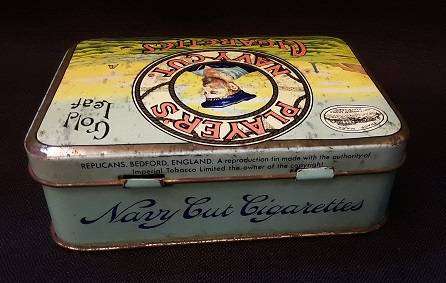 CIGARETTES
PLAYER'S
NAVY CUT.
Gold
Leaf
REPLICANS, BEDFORD, ENGLAND. A reproduction tin made with the authority of
Imperial Tobacco Limited the owner of the copyright.
Navy Cut Cigarettes